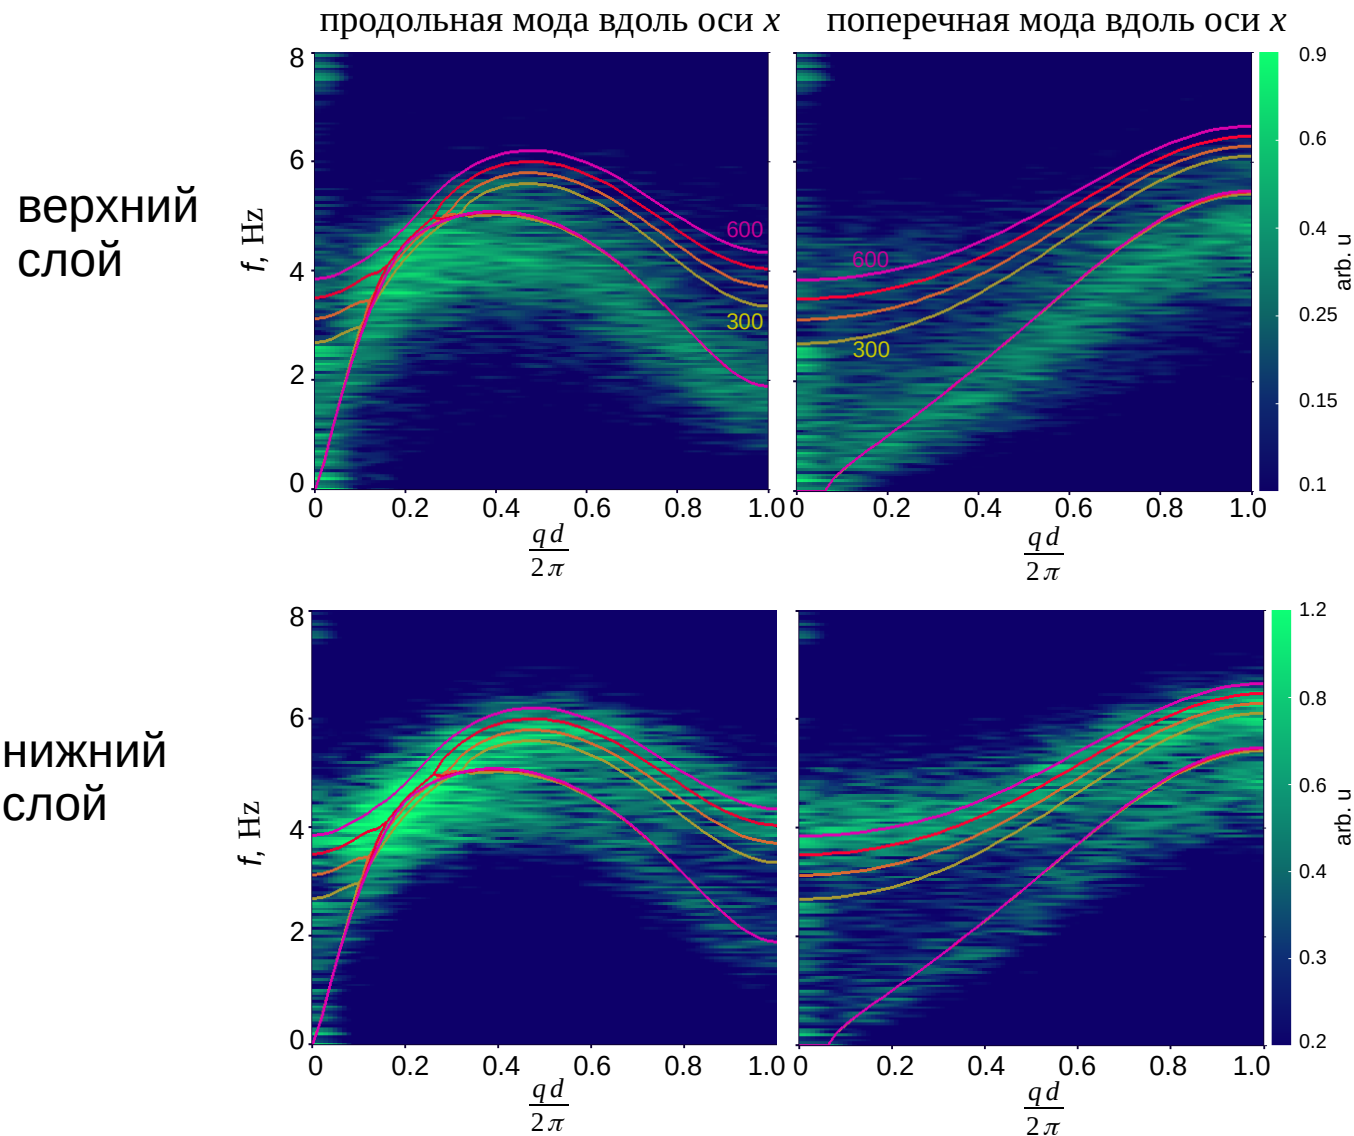 продольная мода вдоль оси x
поперечная мода вдоль оси x
верхний
слой
f, Hz
8
6
4
2
0
600
300
0 0.2 0.4 0.6 0.8 1.0
qd
2π
600
300
0.2 0.4 0.6 0.8 1.0
qd
2π
0.9
0.6
0.4
0.25
0.15
0.1
arb. u
нижний
слой
f, Hz
8
6
4
2
0
0 0.2 0.4 0.6 0.8 1.0
qd
2π
0 0.2 0.4 0.6 0.8 1.0
qd
2π
1.2
0.8
0.6
0.4
0.3
0.2
arb. u